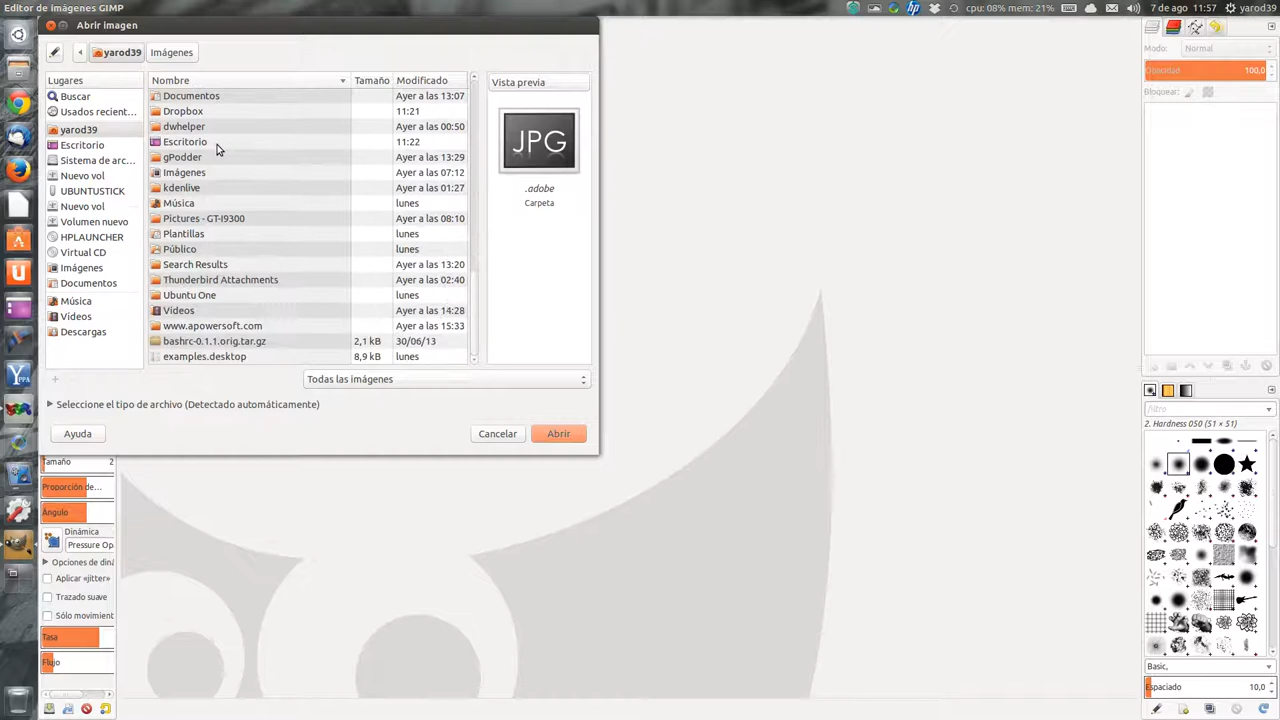 Editor de imágenes GIMP
cpu: 08% mem: 21%
7 de ago 11:57
yarod39
Abrir imagen
yarod39
Imágenes
Lugares
Buscar
Usados recient...
yarod39
Escritorio
Sistema de arc...
Nuevo vol
UBUNTUSTICK
Nuevo vol
Volumen nuevo
HPLAUNCHER
Virtual CD
Imágenes
Documentos
Música
Vídeos
Descargas
Nombre Tamaño Modificado
Documentos Ayer a las 13:07
Dropbox 11:21
dwhelper Ayer a las 00:50
Escritorio 11:22
gPodder Ayer a las 13:29
Imágenes Ayer a las 07:12
kdenlive Ayer a las 01:27
Música lunes
Pictures - GT-I9300 Ayer a las 08:10
Plantillas lunes
Público lunes
Search Results Ayer a las 13:20
Thunderbird Attachments Ayer a las 02:40
Ubuntu One lunes
Vídeos Ayer a las 14:28
www.apowersoft.com Ayer a las 15:33
bashrc-0.1.1.orig.tar.gz 2,1 kB 30/06/13
examples.desktop 8,9 kB lunes
Vista previa
JPG
.adobe
Carpeta
Todas las imágenes
Seleccione el tipo de archivo (Detectado automáticamente)
Ayuda
Cancelar
Abrir
Tamaño 2
Proporción de...
Ángulo
Dinámica
Pressure Op
Opciones de diná
Aplicar «jitter»
Trazado suave
Sólo movimient
Tasa
Flujo
Modo: Normal
Opacidad 100,0
Bloquear:
filtro
2. Hardness 050 (51 × 51)
Basic,
Espaciado 10,0